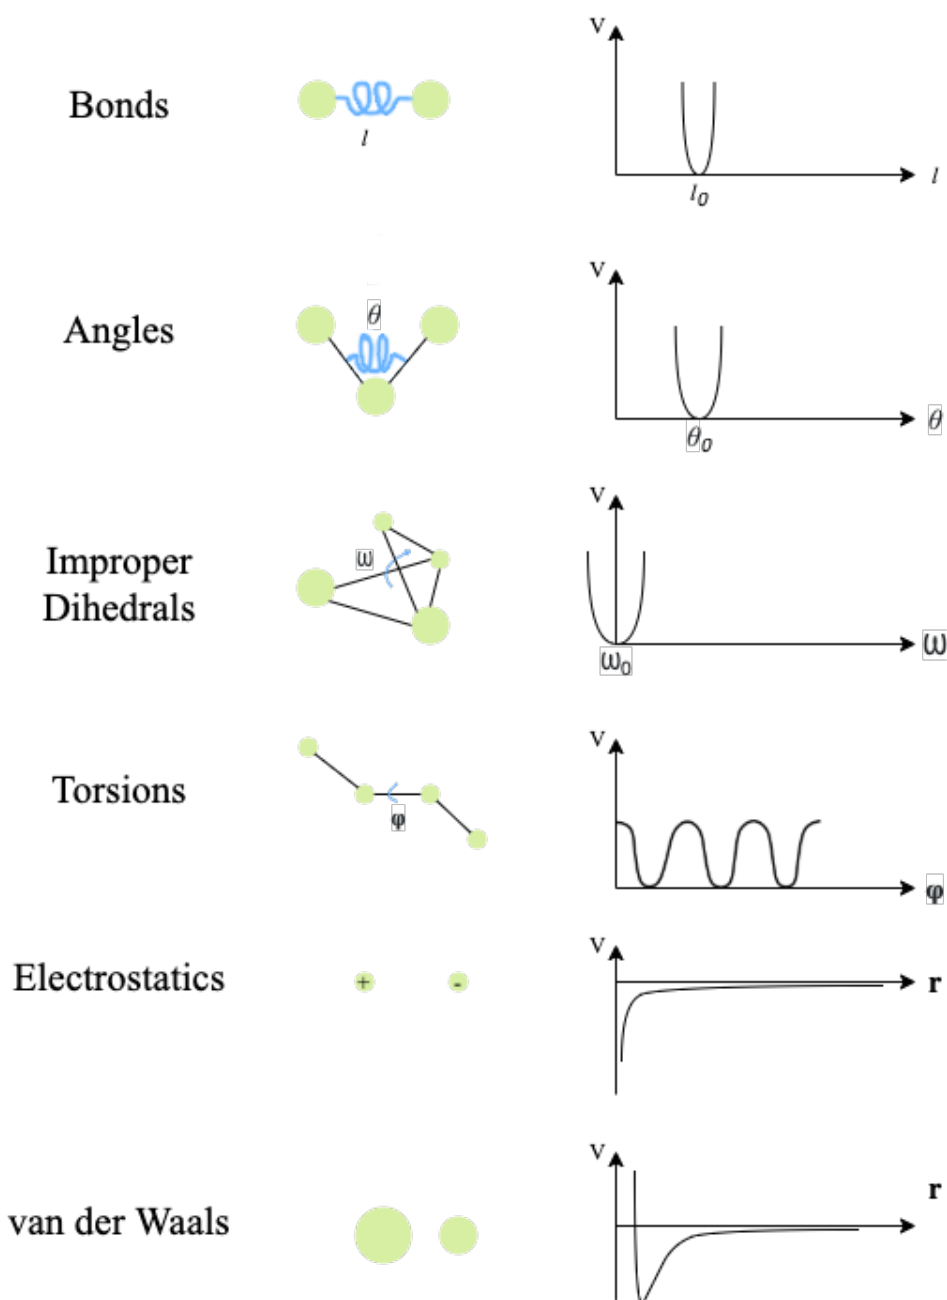 V
Bonds
l
l
l₀
V
θ
Angles
θ
θ₀
V
Improper
Dihedrals
ω
ω
ω₀
V
Torsions
φ
φ
V
Electrostatics
+ -
r
V
r
van der Waals